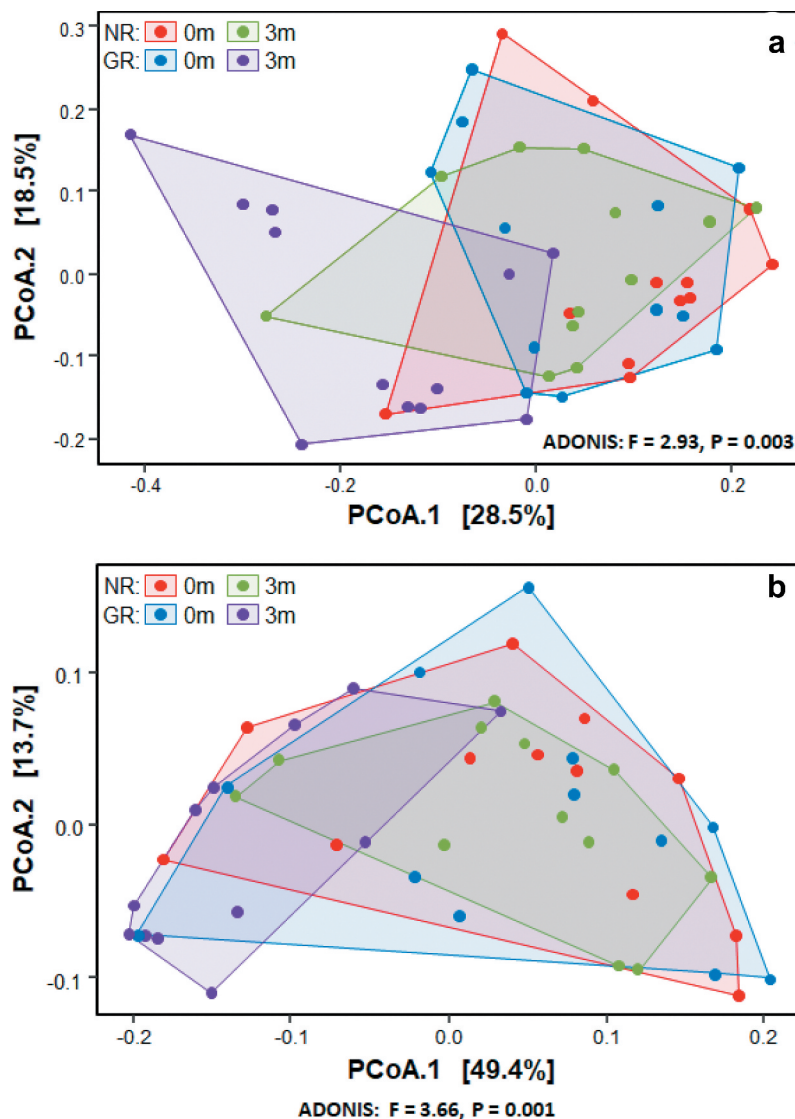 NR: 0m 3m a
GR: 0m 3m
0.3
0.2
0.1
0.0
-0.1
-0.2
PCoA.2 [18.5%]
ADONIS: F = 2.93, P = 0.003
-0.4 -0.2 0.0 0.2
PCoA.1 [28.5%]
NR: 0m 3m b
GR: 0m 3m
0.1
0.0
-0.1
PCoA.2 [13.7%]
-0.2 -0.1 0.0 0.1 0.2
PCoA.1 [49.4%]
ADONIS: F = 3.66, P = 0.001